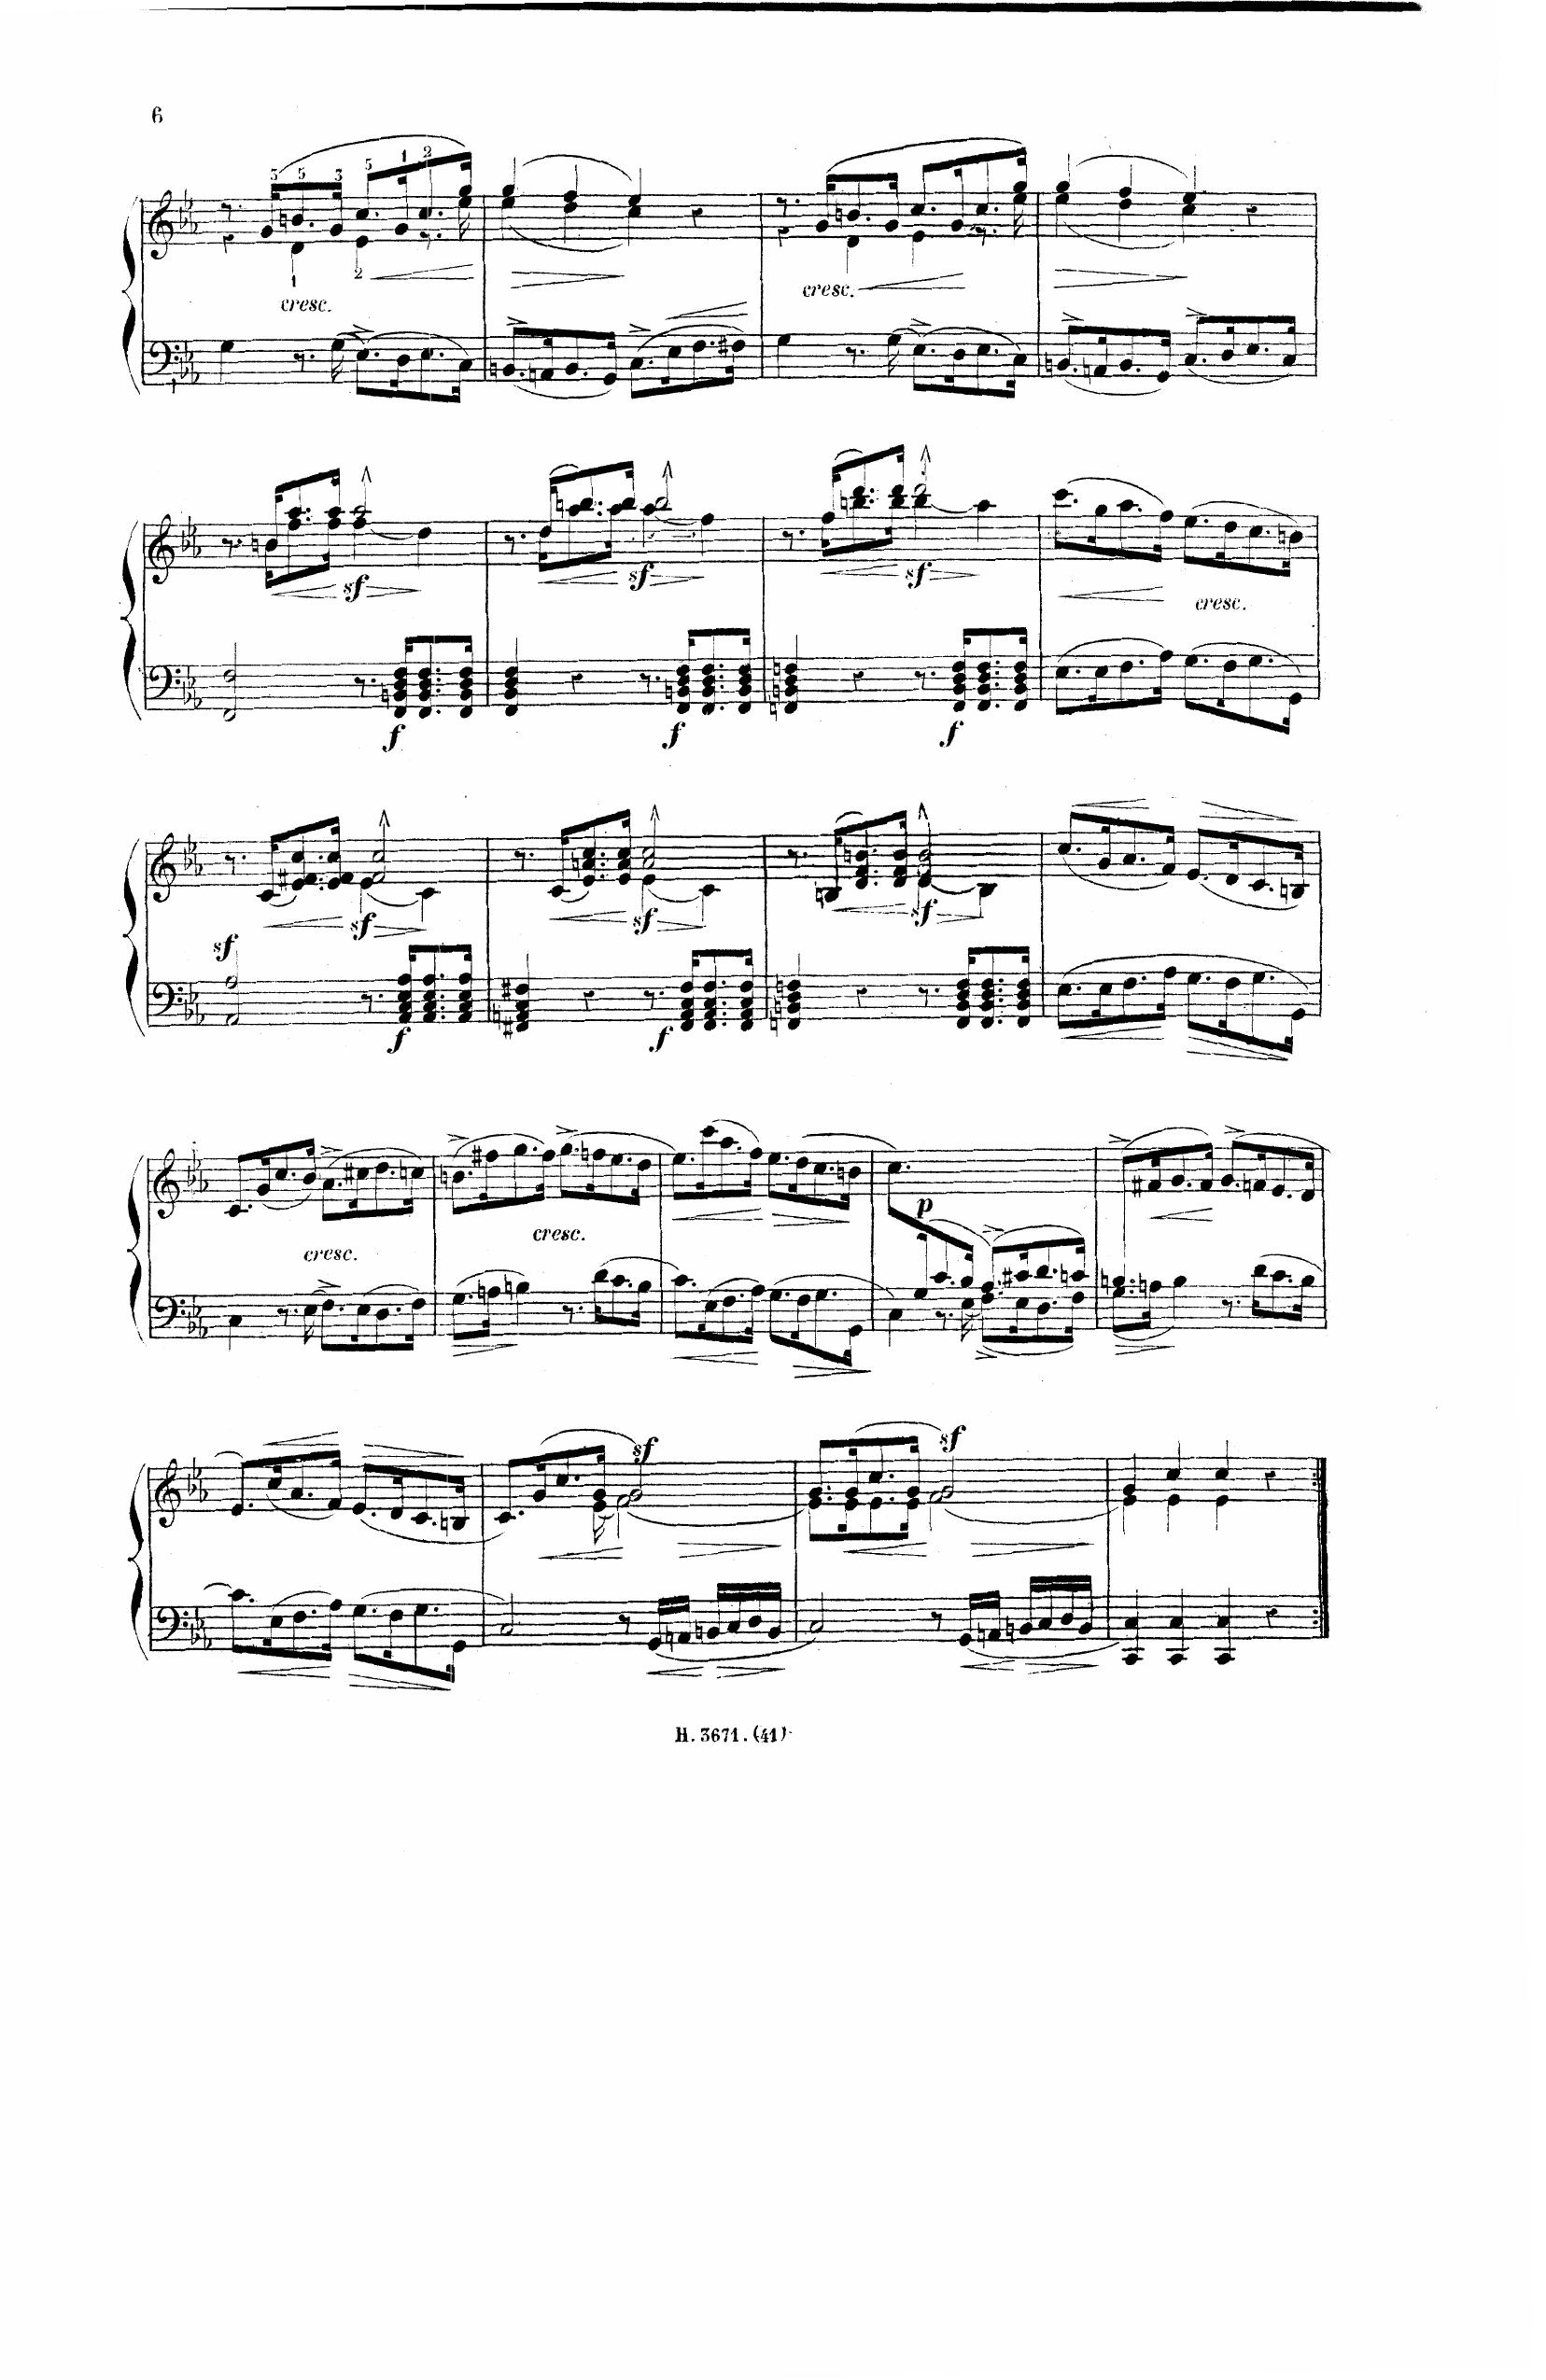 6
3 5 3 5 1 2
1 2
cresc. cresc.
sf sf sf
cresc.
f f f
sf sf sf
sf
f f
p
cresc. cresc.
sf sf
H. 3671. (41)